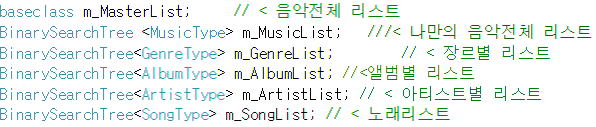 baseclass m_MasterList;     // < 음악전체 리스트
BinarySearchTree <MusicType> m_MusicList;   ///< 나만의 음악전체 리스트
BinarySearchTree<GenreType> m_GenreList;        // < 장르별 리스트
BinarySearchTree<AlbumType> m_AlbumList; //<앨범별 리스트
BinarySearchTree<ArtistType> m_ArtistList; // < 아티스트별 리스트
BinarySearchTree<SongType> m_SongList; // < 노래리스트